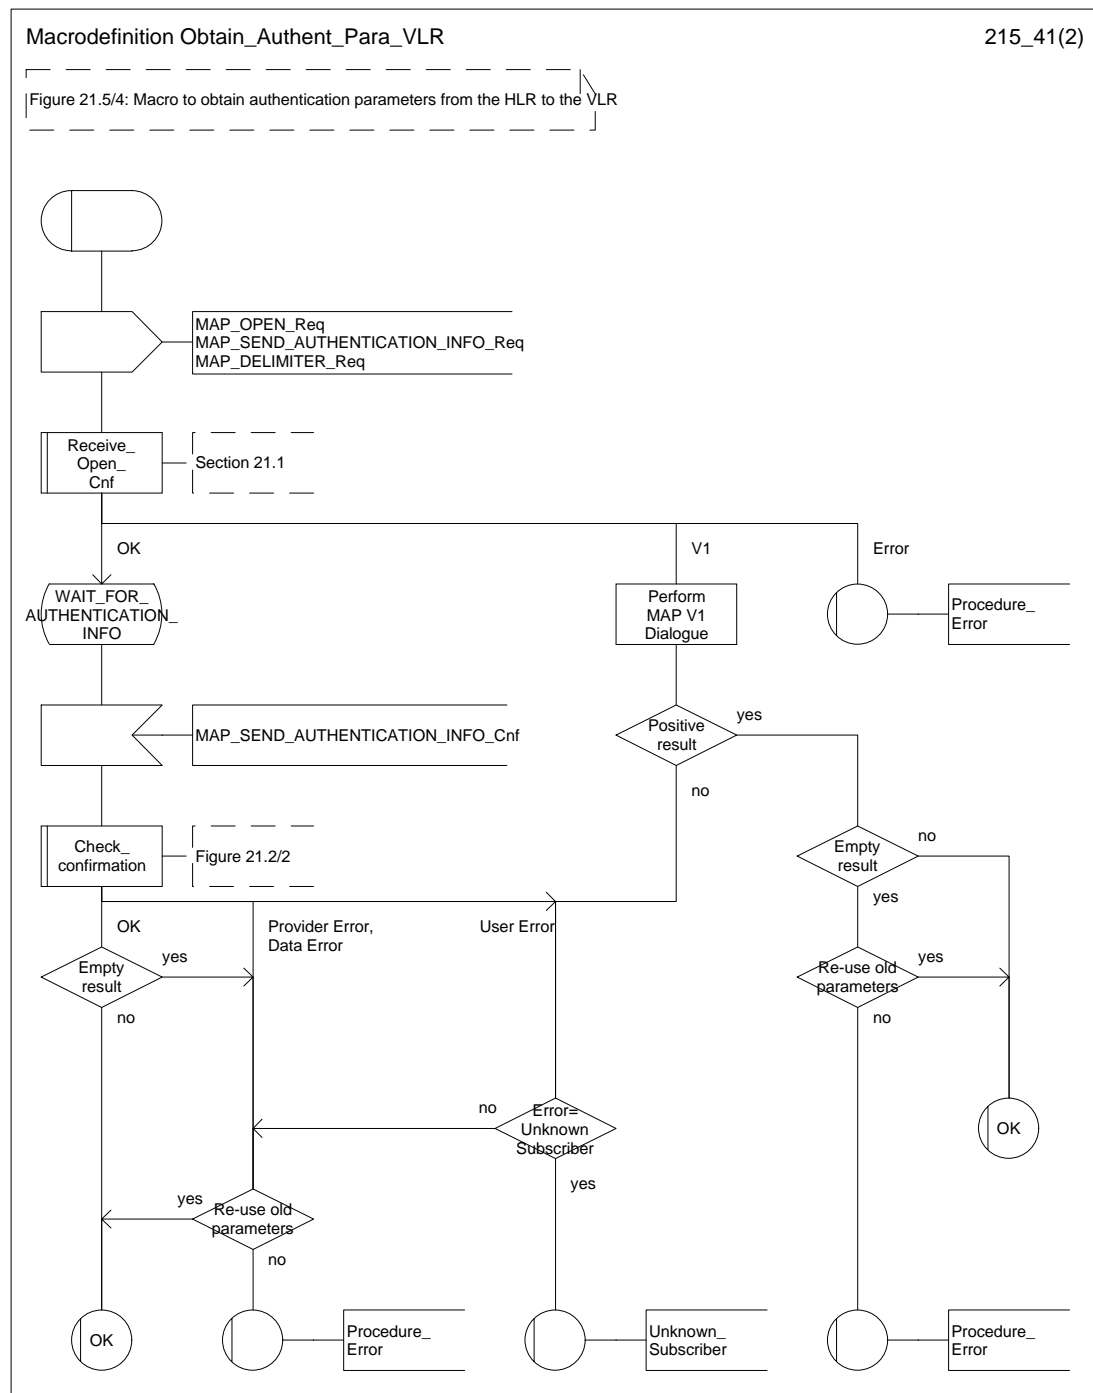 Macrodefinition Obtain_Authent_Para_VLR
215_41(2)
Figure 21.5/4: Macro to obtain authentication parameters from the HLR to the VLR
MAP_OPEN_Req
MAP_SEND_AUTHENTICATION_INFO_Req
MAP_DELIMITER_Req
Receive_
Open_
Cnf
Section 21.1
OK
V1
Error
WAIT_FOR_
AUTHENTICATION_
INFO
Perform
MAP V1
Dialogue
Procedure_
Error
MAP_SEND_AUTHENTICATION_INFO_Cnf
Positive
result
yes
no
Check_
confirmation
Figure 21.2/2
Empty
result
no
yes
OK
Provider Error,
Data Error
User Error
Empty
result
yes
no
Re-use old
parameters
yes
no
Error=
Unknown
Subscriber
no
yes
OK
Re-use old
parameters
yes
no
OK
Procedure_
Error
Unknown_
Subscriber
Procedure_
Error